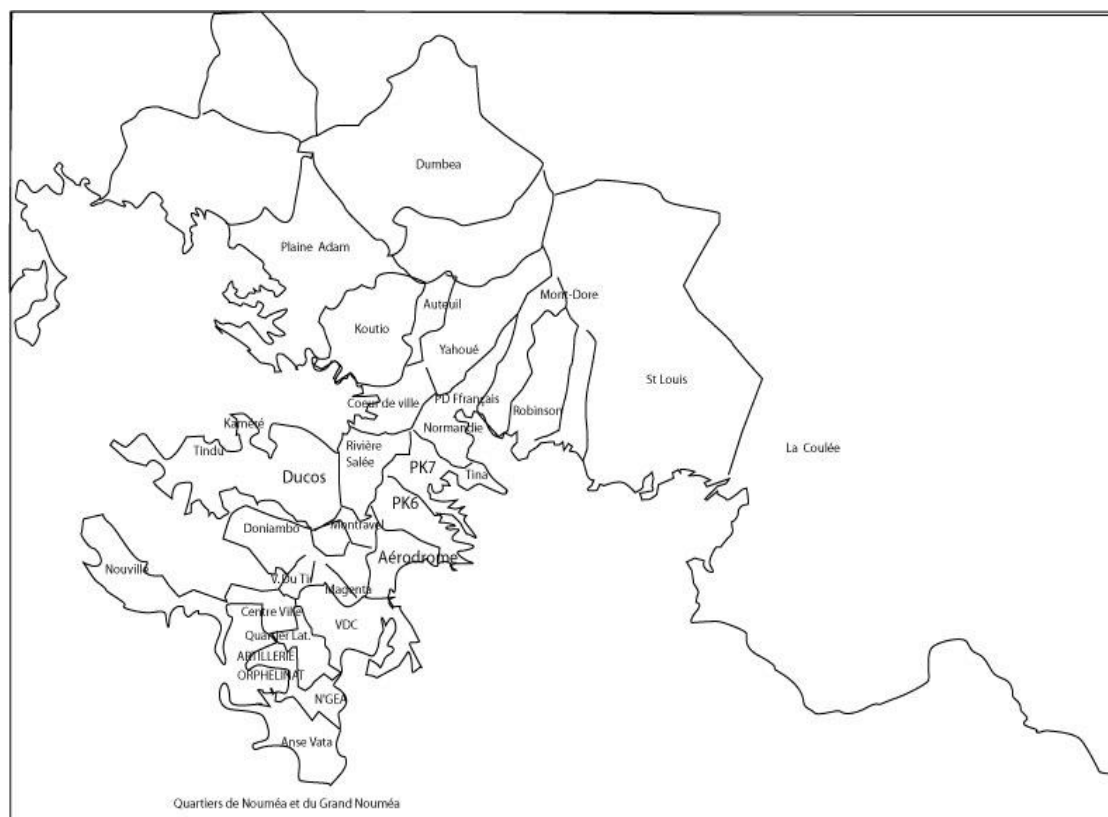 Dumbea
Plaine Adam
Mont-Dore
Auteuil
Koutio
Yahoué
St Louis
PD Ffrançais
Coeur de ville
Robinson
Kaméré
Normandie
Tindu
Rivière
Salée
La Coulée
PK7
Ducos
Tina
PK6
Doniambo
Montravel
Aérodrome
Nouville
V. Du Tir
Magenta
Centre Ville
VDC
Quartier Lat.
ARTILLERIE
ORPHELINAT
N'GEA
Anse Vata
Quartiers de Nouméa et du Grand Nouméa